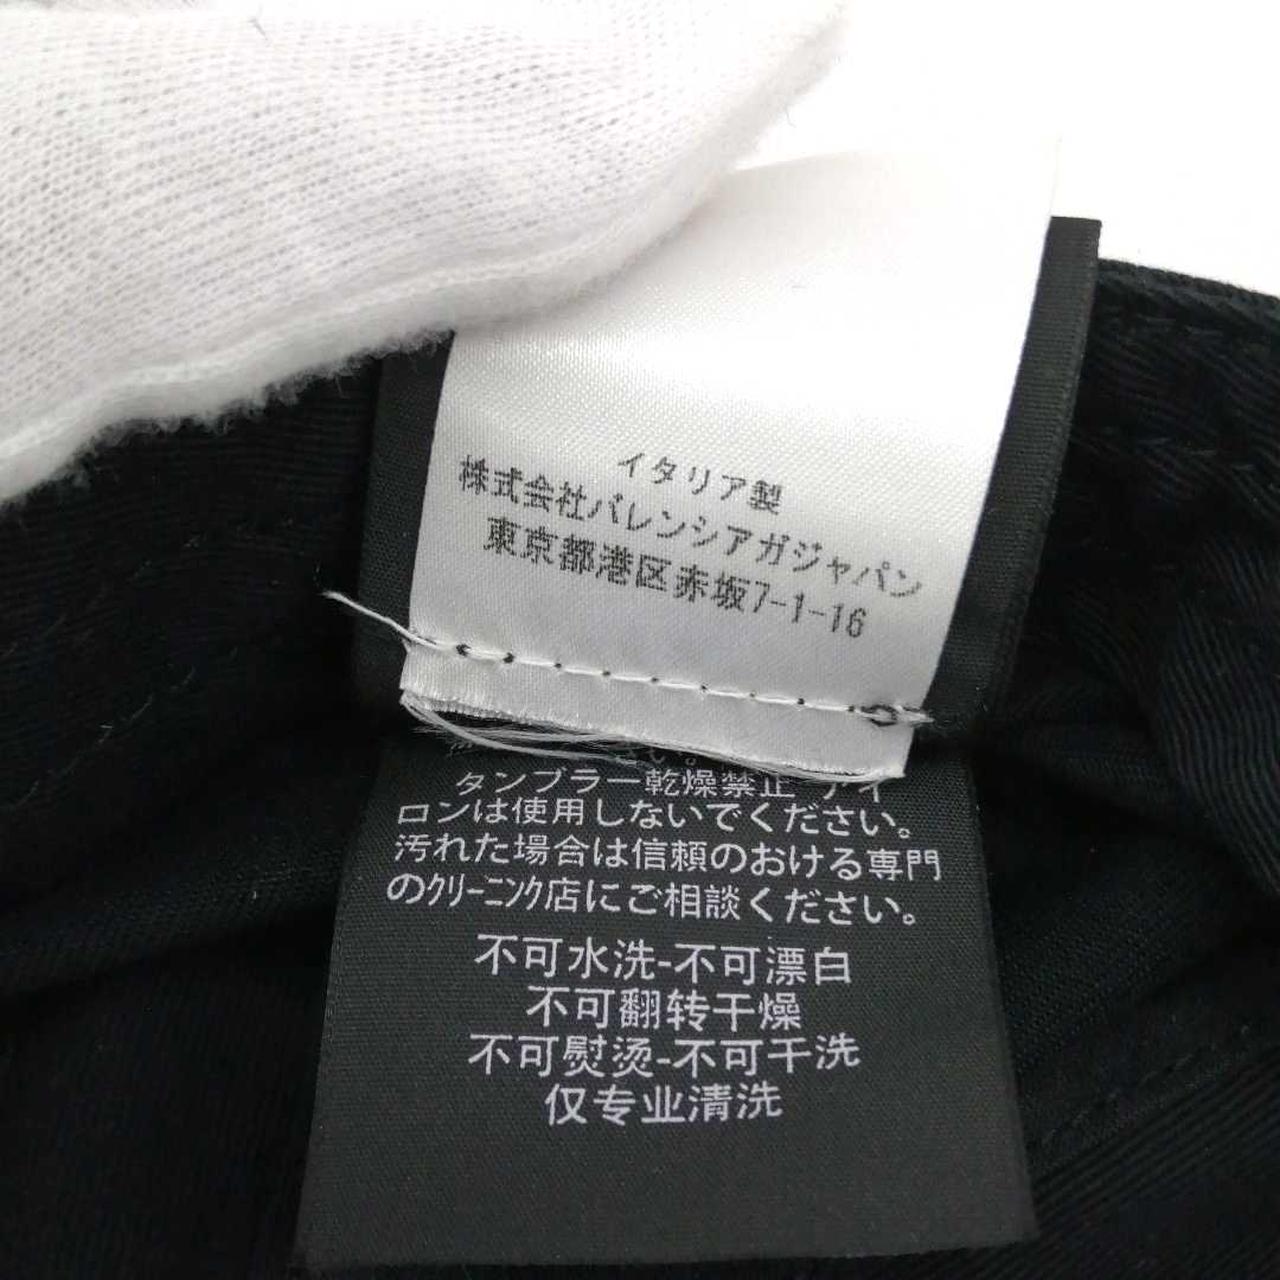 イタリア製
株式会社バレンシアガジャパン
東京都港区赤坂7-1-16
タンブラー乾燥禁止 アイ
ロンは使用しないでください。
汚れた場合は信頼のおける専門
のｸﾘｰﾆﾝｸ店にご相談ください。
不可水洗-不可漂白
不可翻转干燥
不可熨烫-不可干洗
仅专业清洗